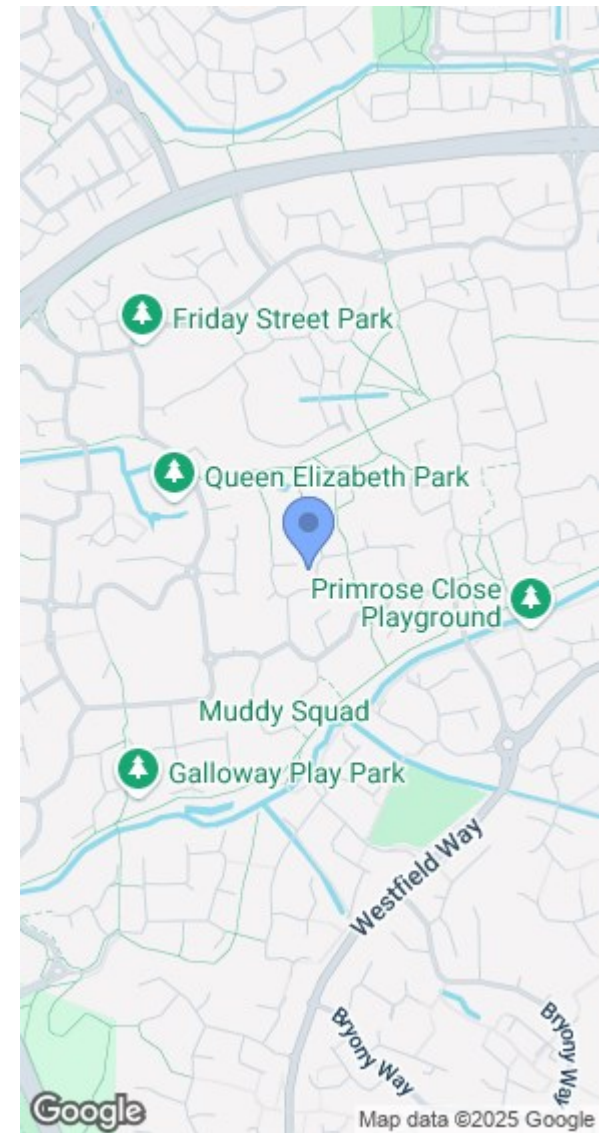 Friday Street Park
Queen Elizabeth Park
Primrose Close
Playground
Muddy Squad
Galloway Play Park
Westfield Way
Bryony Way
Bryony Way
Google
Map data ©2025 Google